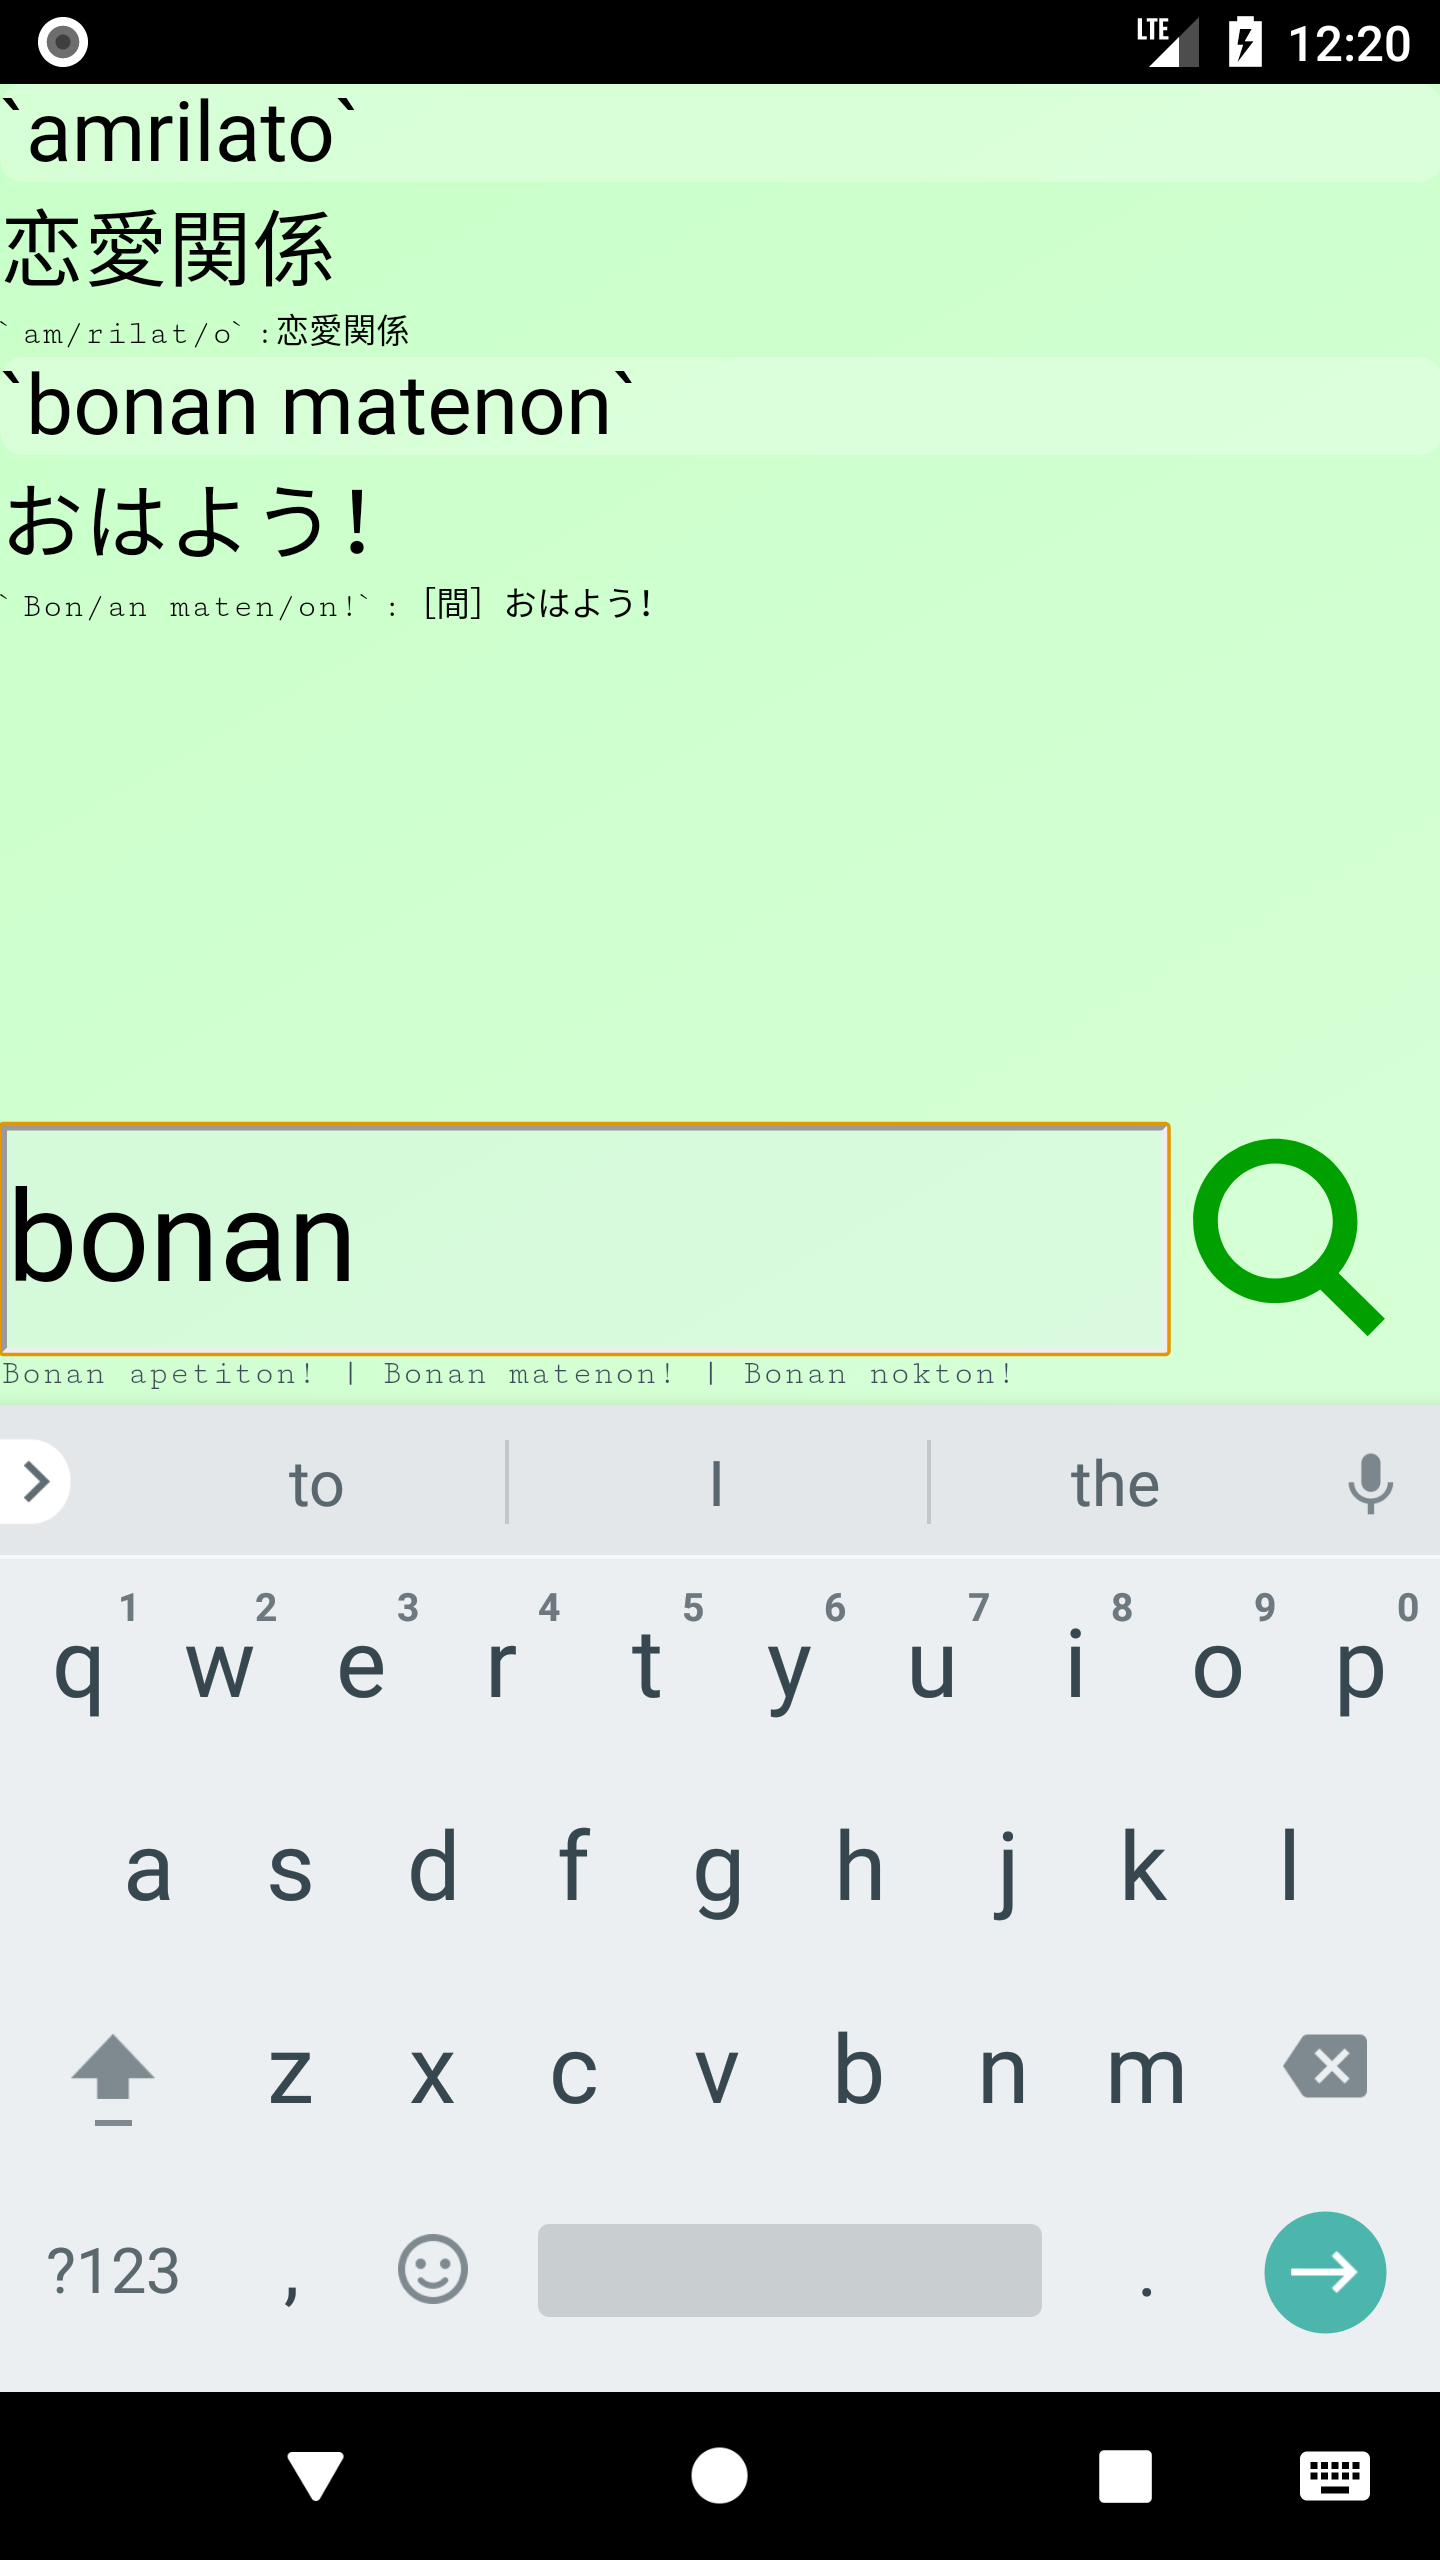 LTE 12:20
`amrilato`
恋愛関係
`am/rilat/o`:恋愛関係
`bonan matenon`
おはよう！
`Bon/an maten/on!`:［間］おはよう！
bonan
Bonan apetiton! | Bonan matenon! | Bonan nokton!
to I the
1 2 3 4 5 6 7 8 9 0
q w e r t y u i o p
a s d f g h j k l
z x c v b n m
?123 , .